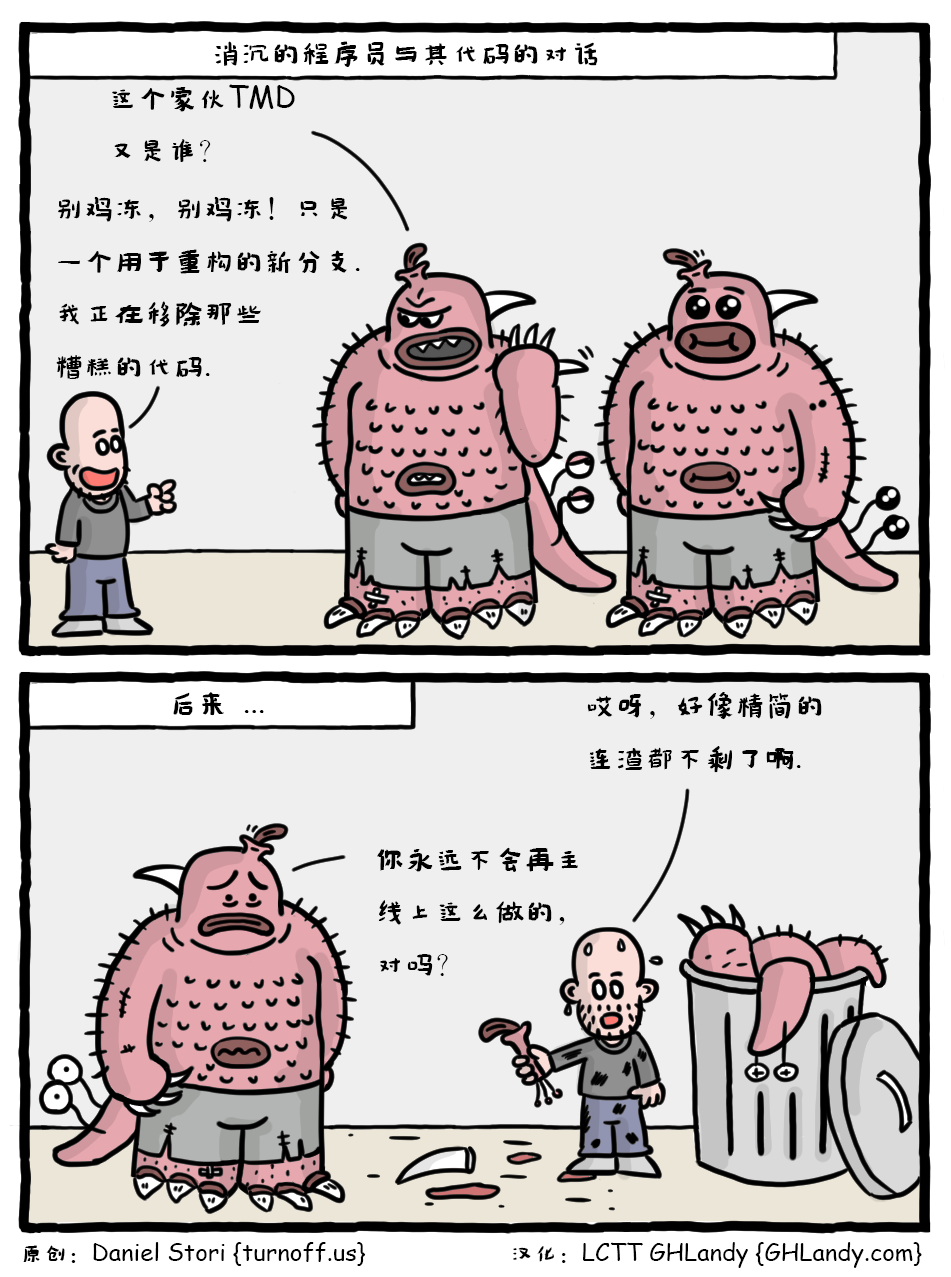 消沉的程序员与其代码的对话
这个家伙TMD
又是谁？
别鸡冻，别鸡冻！只是
一个用于重构的新分支.
我正在移除那些
糟糕的代码.
后来 ...
哎呀，好像精简的
连渣都不剩了啊.
你永远不会再主
线上这么做的，
对吗？
原创：Daniel Stori {turnoff.us}
汉化：LCTT GHLandy {GHLandy.com}